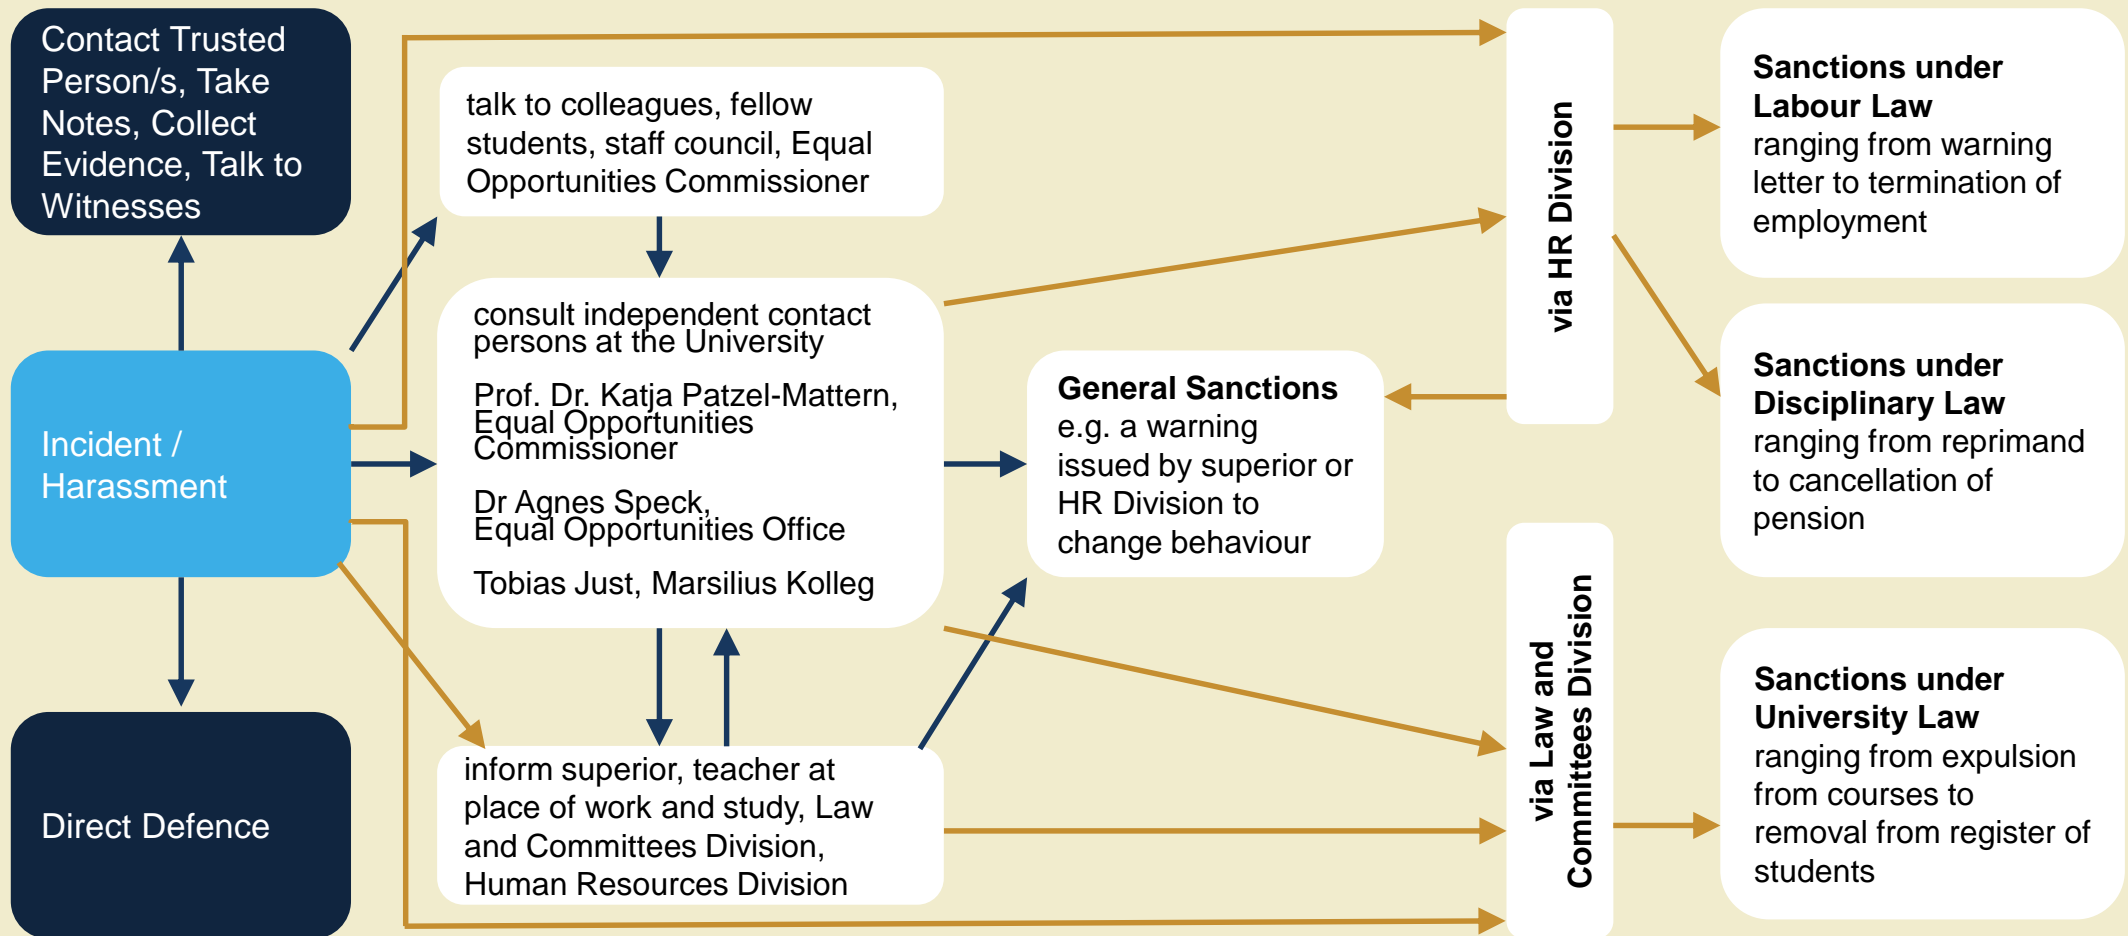 Contact Trusted
Person/s, Take
Notes, Collect
Evidence, Talk to
Witnesses
Incident /
Harassment
Direct Defence
talk to colleagues, fellow
students, staff council, Equal
Opportunities Commissioner
consult independent contact
persons at the University
Prof. Dr. Katja Patzel-Mattern,
Equal Opportunities
Commissioner
Dr Agnes Speck,
Equal Opportunities Office
Tobias Just, Marsilius Kolleg
inform superior, teacher at
place of work and study, Law
and Committees Division,
Human Resources Division
General Sanctions
e.g. a warning
issued by superior or
HR Division to
change behaviour
via HR Division
via Law and
Committees Division
Sanctions under
Labour Law
ranging from warning
letter to termination of
employment
Sanctions under
Disciplinary Law
ranging from reprimand
to cancellation of
pension
Sanctions under
University Law
ranging from expulsion
from courses to
removal from register of
students